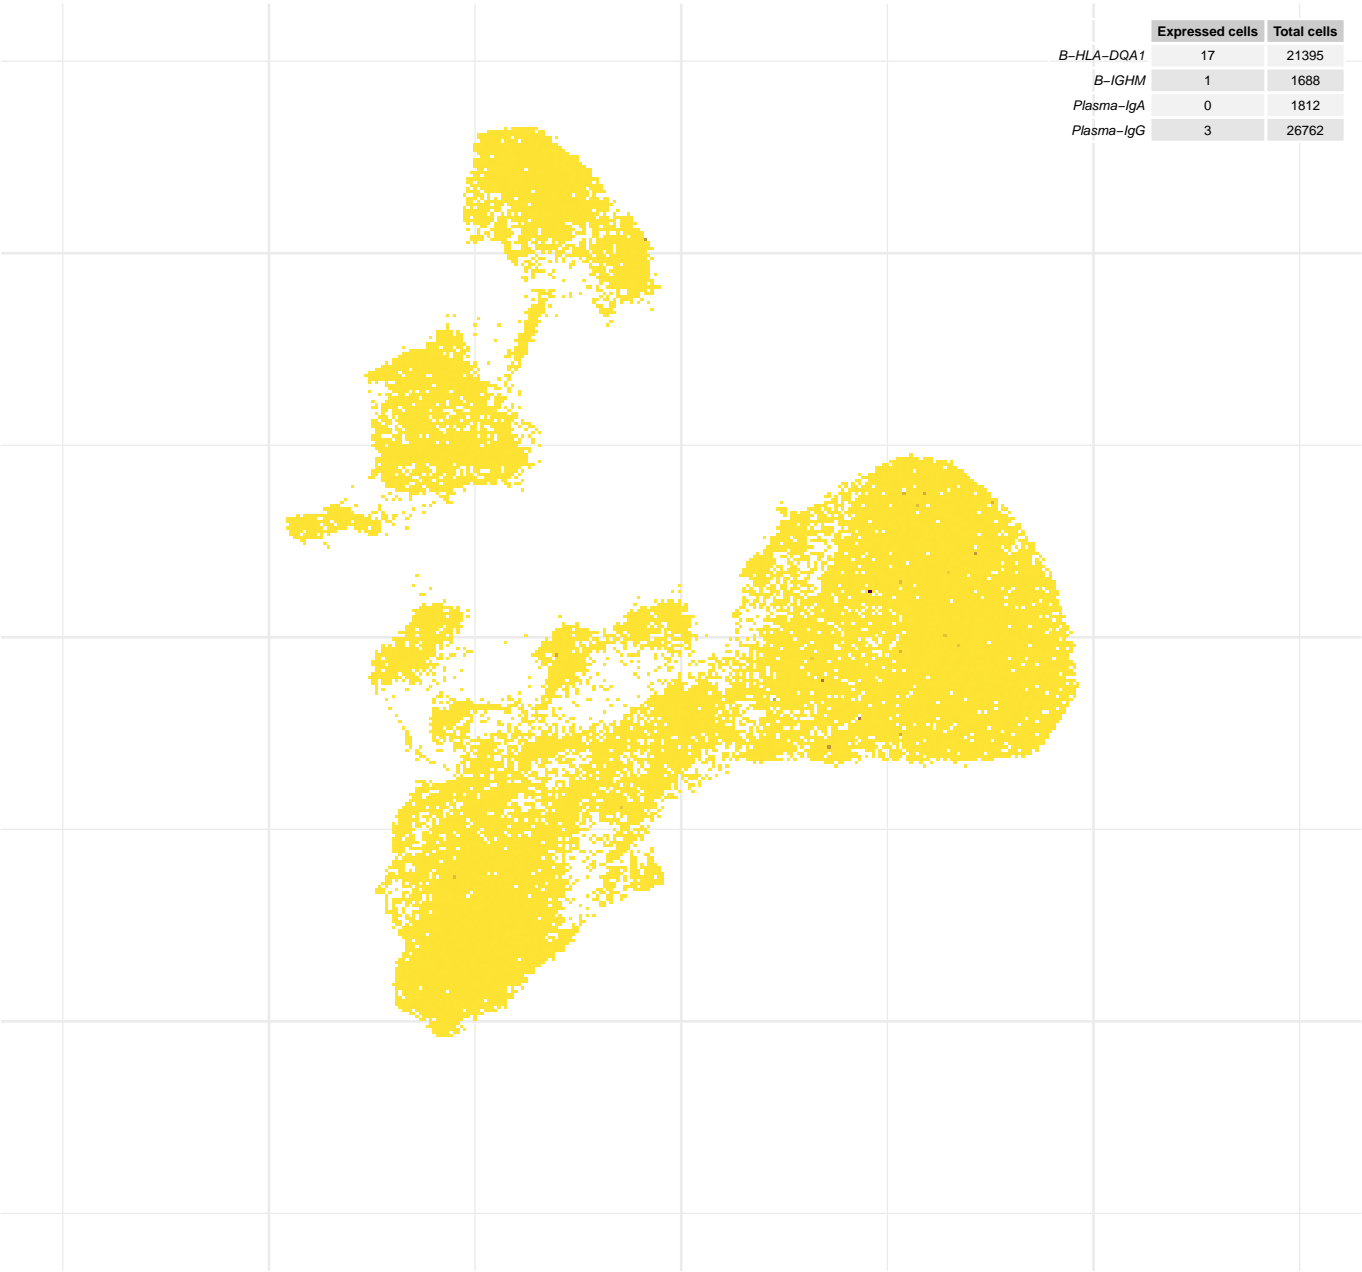 Expressed cells Total cells
B−HLA−DQA1 17 21395
B−IGHM 1 1688
Plasma−IgA 0 1812
Plasma−IgG 3 26762